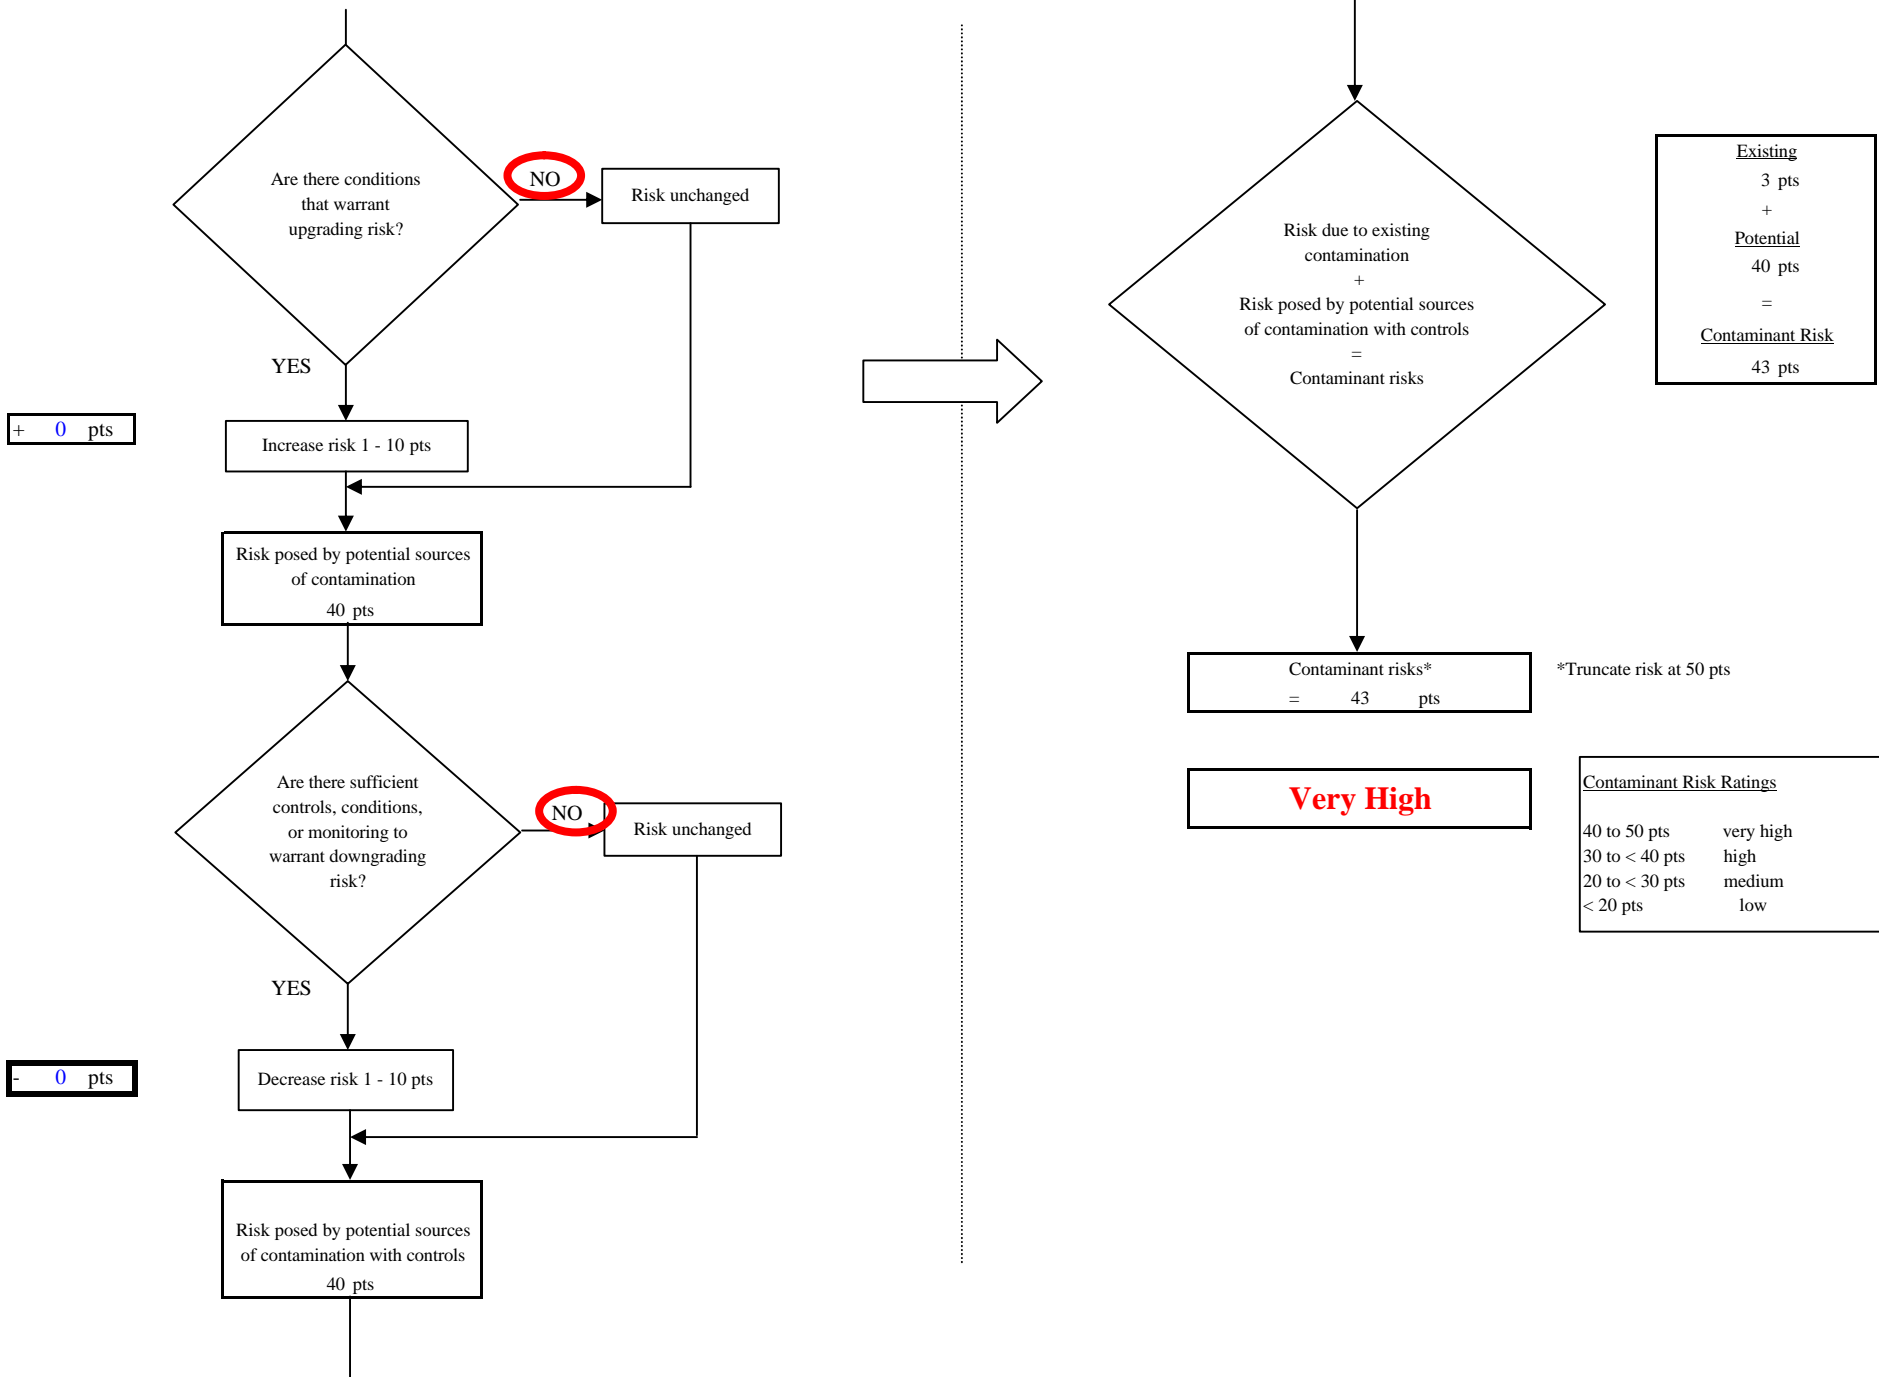 Are there conditions
that warrant
upgrading risk?
NO
Risk unchanged
YES
+ 0 pts
Increase risk 1 - 10 pts
Risk posed by potential sources
of contamination
40 pts
Are there sufficient
controls, conditions,
or monitoring to
warrant downgrading
risk?
NO
Risk unchanged
YES
- 0 pts
Decrease risk 1 - 10 pts
Risk posed by potential sources
of contamination with controls
40 pts
Risk due to existing
contamination
+
Risk posed by potential sources
of contamination with controls
=
Contaminant risks
Existing
3 pts
+
Potential
40 pts
=
Contaminant Risk
43 pts
Contaminant risks*
= 43 pts
*Truncate risk at 50 pts
Very High
Contaminant Risk Ratings
40 to 50 pts very high
30 to < 40 pts high
20 to < 30 pts medium
< 20 pts low